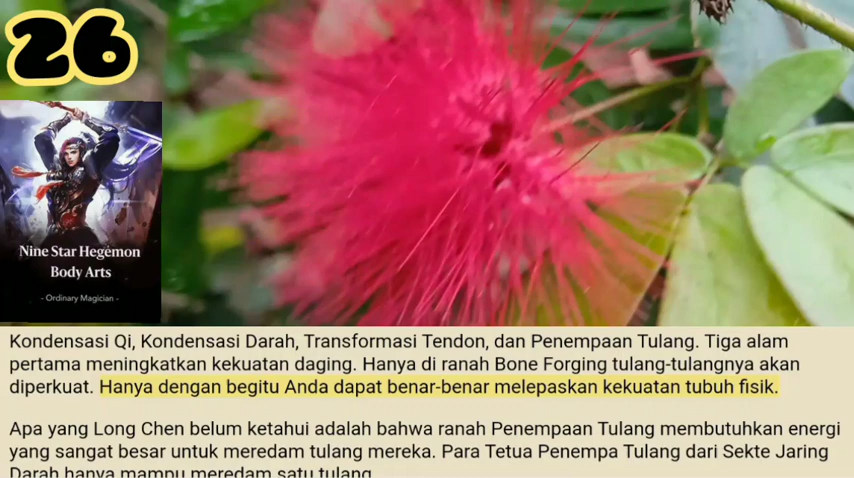 26
Nine Star Hegemon
Body Arts
- Ordinary Magician -
Kondensasi Qi, Kondensasi Darah, Transformasi Tendon, dan Penempaan Tulang. Tiga alam
pertama meningkatkan kekuatan daging. Hanya di ranah Bone Forging tulang-tulangnya akan
diperkuat. Hanya dengan begitu Anda dapat benar-benar melepaskan kekuatan tubuh fisik.
Apa yang Long Chen belum ketahui adalah bahwa ranah Penempaan Tulang membutuhkan energi
yang sangat besar untuk meredam tulang mereka. Para Tetua Penempa Tulang dari Sekte Jaring
Darah hanya mampu meredam satu tulang